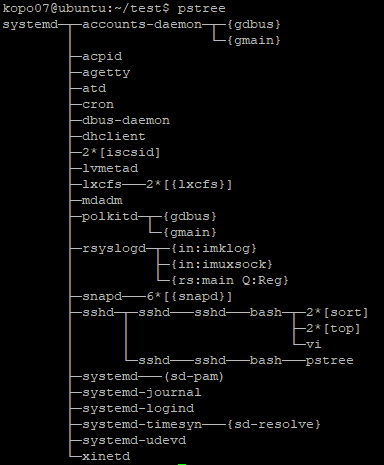 kopo07@ubuntu:~/test$ pstree
systemd─┬─accounts-daemon─┬─{gdbus}
        │                 └─{gmain}
        ├─acpid
        ├─agetty
        ├─atd
        ├─cron
        ├─dbus-daemon
        ├─dhclient
        ├─2*[iscsid]
        ├─lvmetad
        ├─lxcfs───2*[{lxcfs}]
        ├─mdadm
        ├─polkitd─┬─{gdbus}
        │         └─{gmain}
        ├─rsyslogd─┬─{in:imklog}
        │          ├─{in:imuxsock}
        │          └─{rs:main Q:Reg}
        ├─snapd───6*[{snapd}]
        ├─sshd─┬─sshd───sshd───bash─┬─2*[sort]
        │      │                    ├─2*[top]
        │      │                    └─vi
        │      └─sshd───sshd───bash───pstree
        ├─systemd───(sd-pam)
        ├─systemd-journal
        ├─systemd-logind
        ├─systemd-timesyn───{sd-resolve}
        ├─systemd-udevd
        └─xinetd